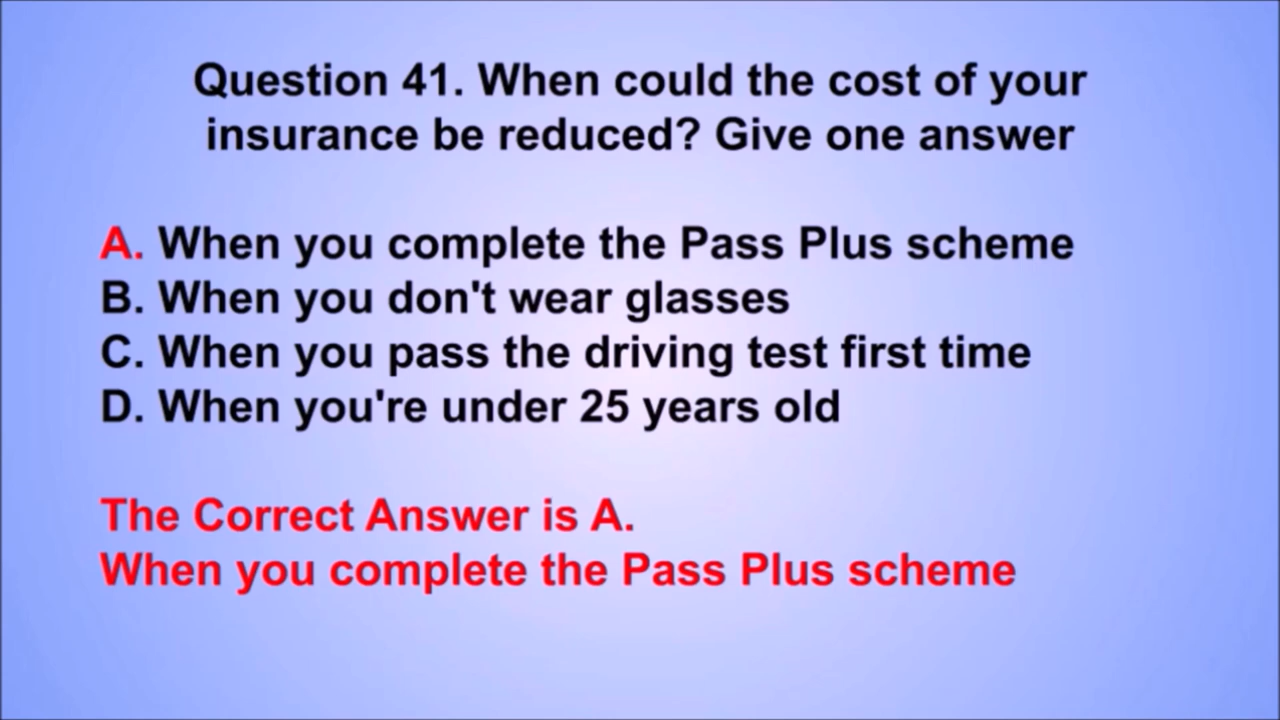 Question 41. When could the cost of your
insurance be reduced? Give one answer
A. When you complete the Pass Plus scheme
B. When you don't wear glasses
C. When you pass the driving test first time
D. When you're under 25 years old
The Correct Answer is A.
When you complete the Pass Plus scheme